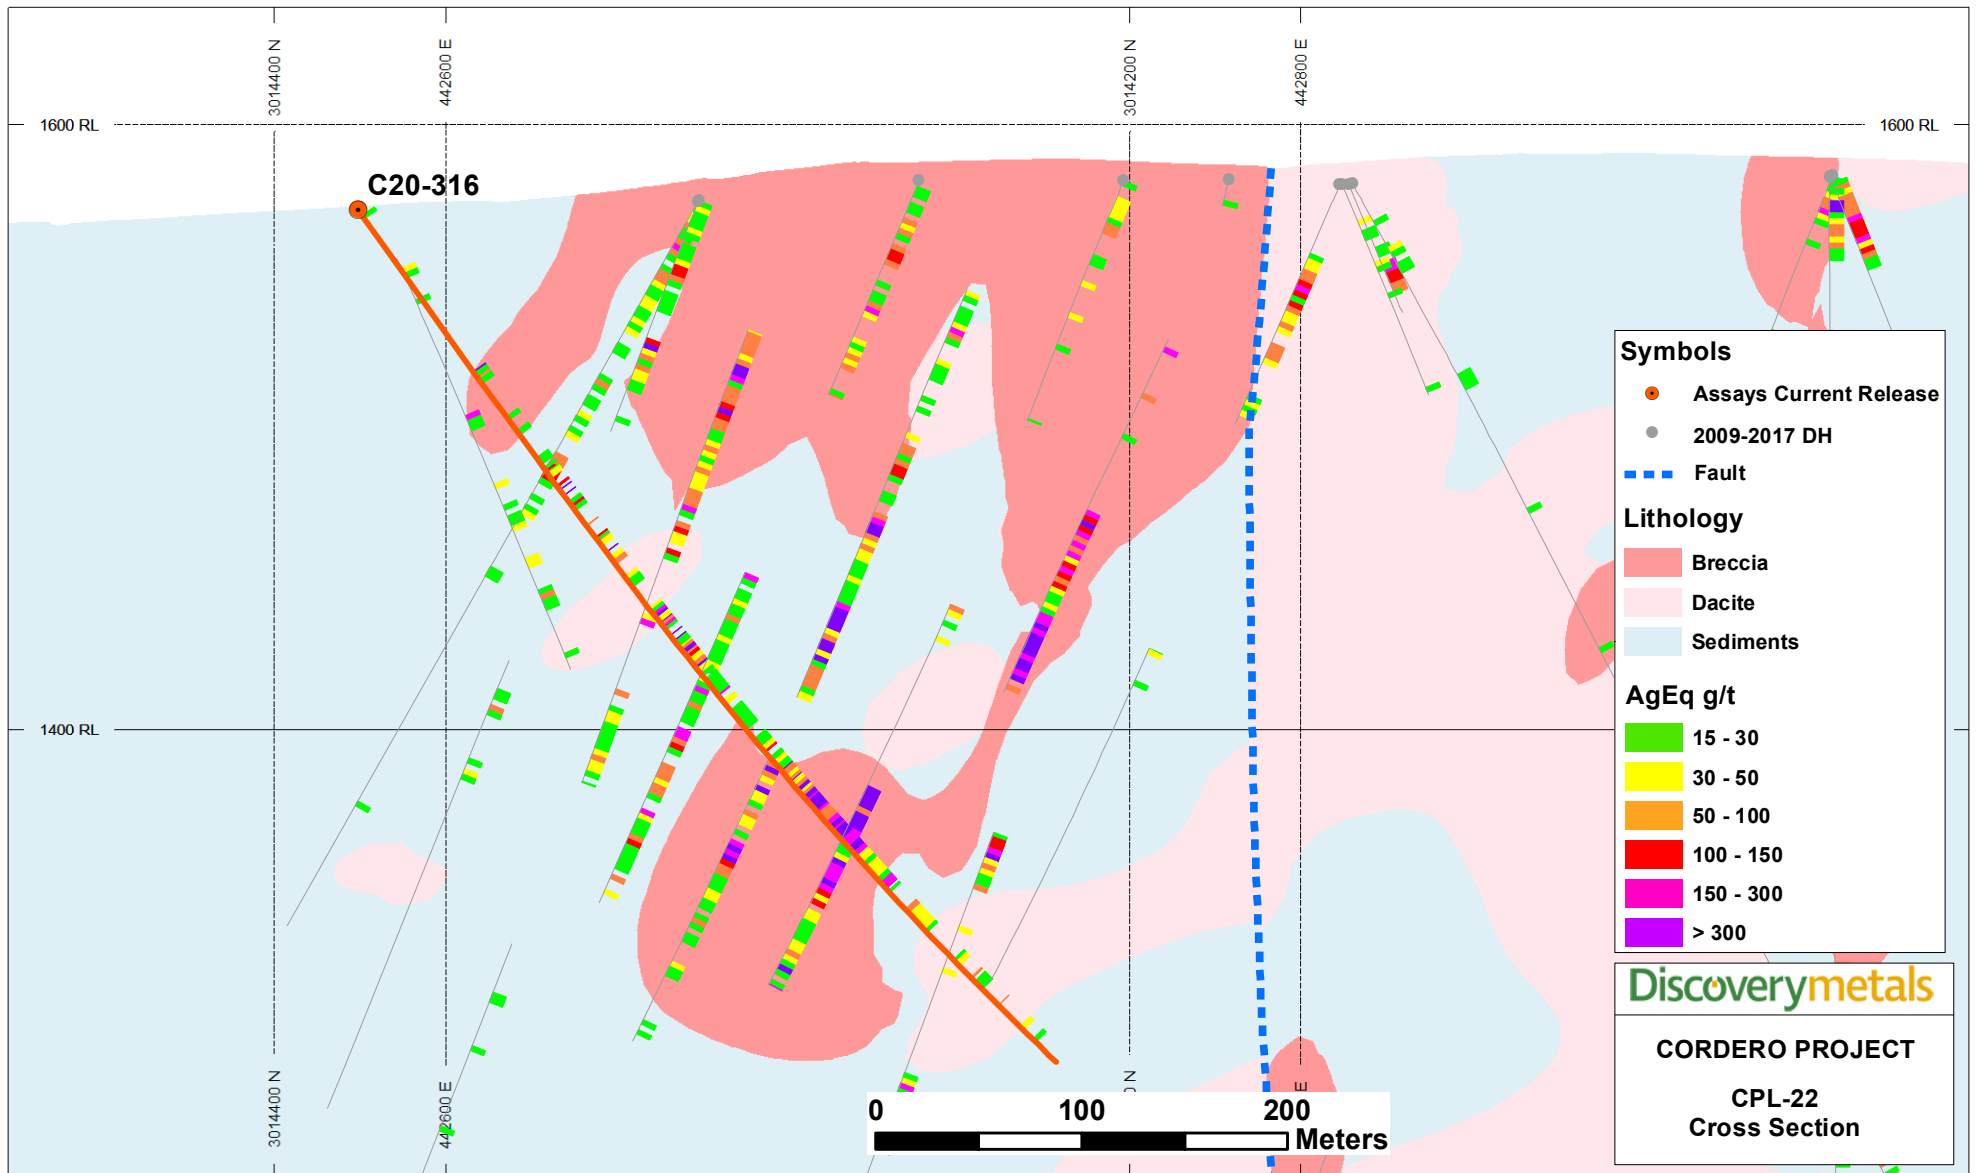 3014400 N
442600 E
3014200 N
442800 E
1600 RL
1600 RL
C20-316
Symbols
Assays Current Release
2009-2017 DH
Fault
Lithology
Breccia
Dacite
Sediments
AgEq g/t
15 - 30
30 - 50
50 - 100
100 - 150
150 - 300
> 300
1400 RL
Discoverymetals
CORDERO PROJECT
CPL-22
Cross Section
3014400 N
442600 E
N
E
0 100 200
Meters